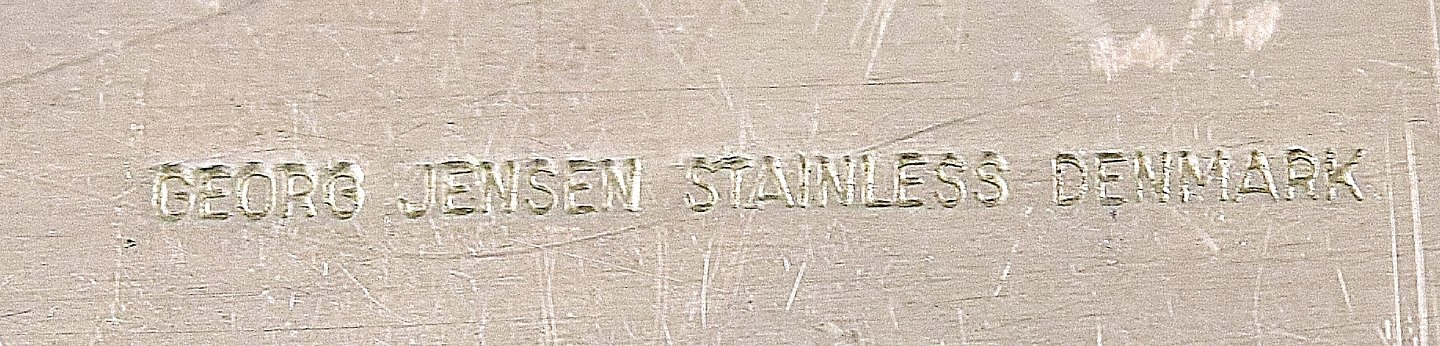 GEORG JENSEN STAINLESS DENMARK